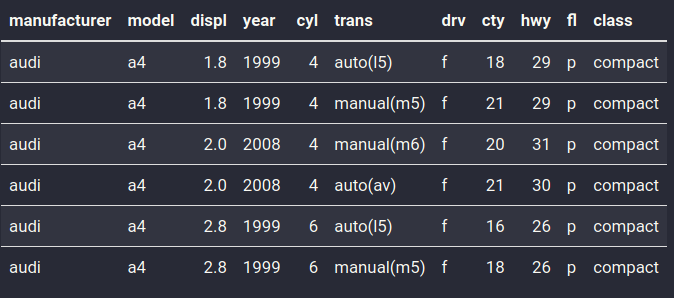 manufacturer model displ year cyl trans drv cty hwy fl class
audi a4 1.8 1999 4 auto(l5) f 18 29 p compact
audi a4 1.8 1999 4 manual(m5) f 21 29 p compact
audi a4 2.0 2008 4 manual(m6) f 20 31 p compact
audi a4 2.0 2008 4 auto(av) f 21 30 p compact
audi a4 2.8 1999 6 auto(l5) f 16 26 p compact
audi a4 2.8 1999 6 manual(m5) f 18 26 p compact